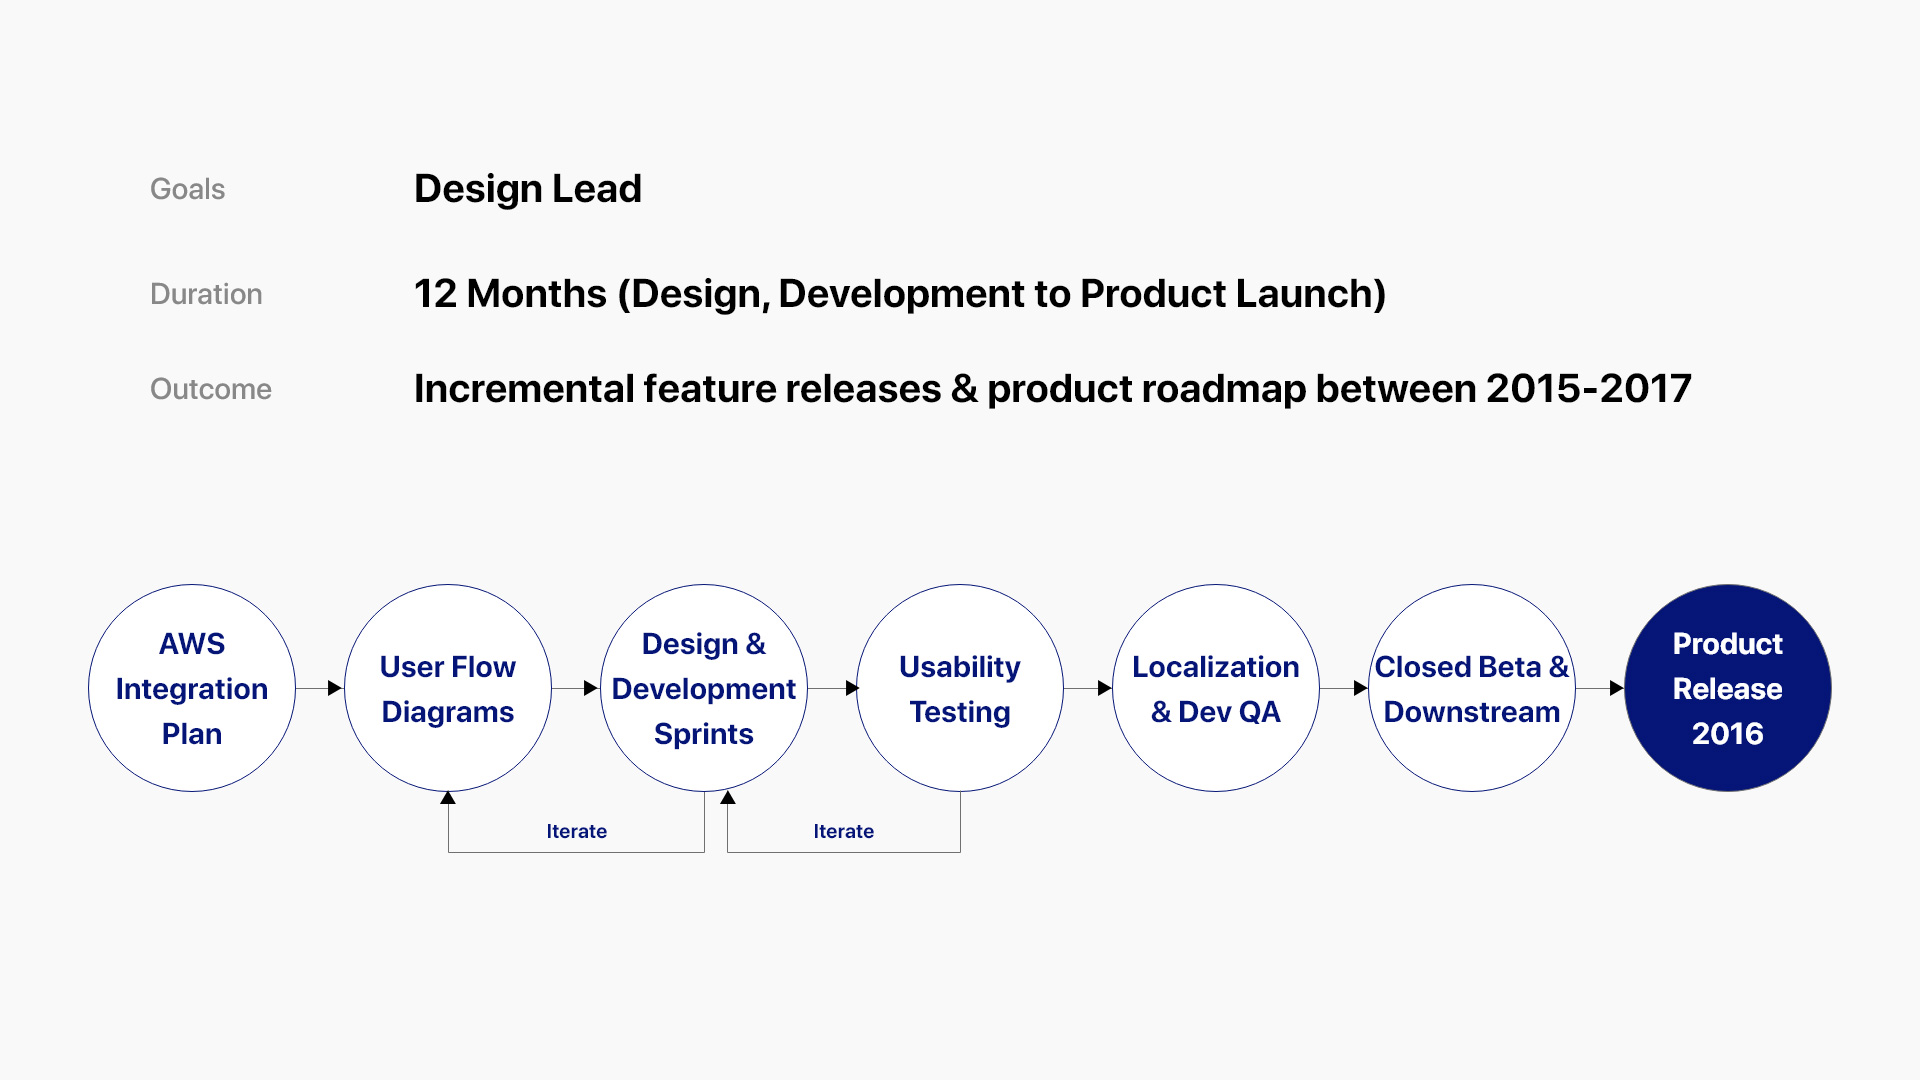 Goals
Design Lead
Duration
12 Months (Design, Development to Product Launch)
Outcome
Incremental feature releases & product roadmap between 2015-2017
AWS
Integration
Plan
User Flow
Diagrams
Design &
Development
Sprints
Usability
Testing
Localization
& Dev QA
Closed Beta &
Downstream
Product
Release
2016
Iterate
Iterate